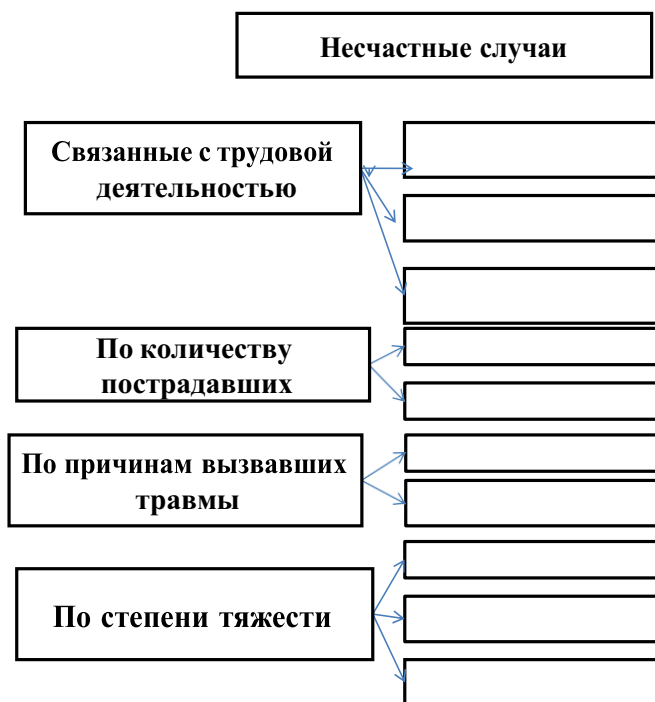 Несчастные случаи
Связанные с трудовой
деятельностью
По количеству
пострадавших
По причинам вызвавших
травмы
По степени тяжести